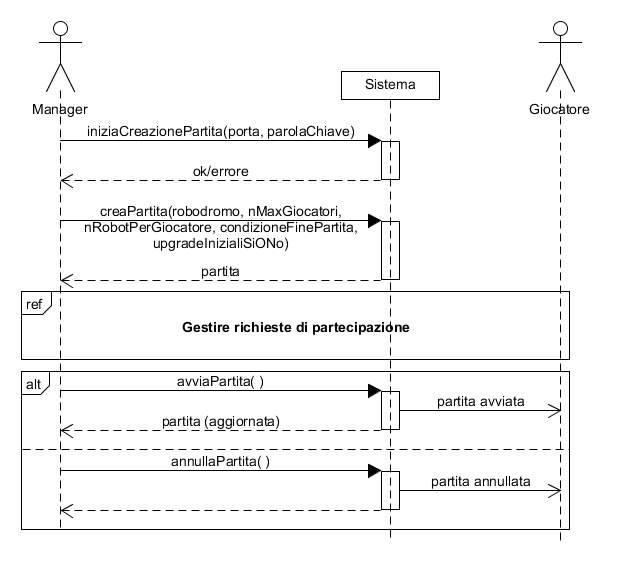 Sistema
Manager
Giocatore
iniziaCreazionePartita(porta, parolaChiave)
ok/errore
creaPartita(robodromo, nMaxGiocatori,
nRobotPerGiocatore, condizioneFinePartita,
upgradeInizialiSiONo)
partita
ref
Gestire richieste di partecipazione
alt
avviaPartita( )
partita avviata
partita (aggiornata)
annullaPartita( )
partita annullata